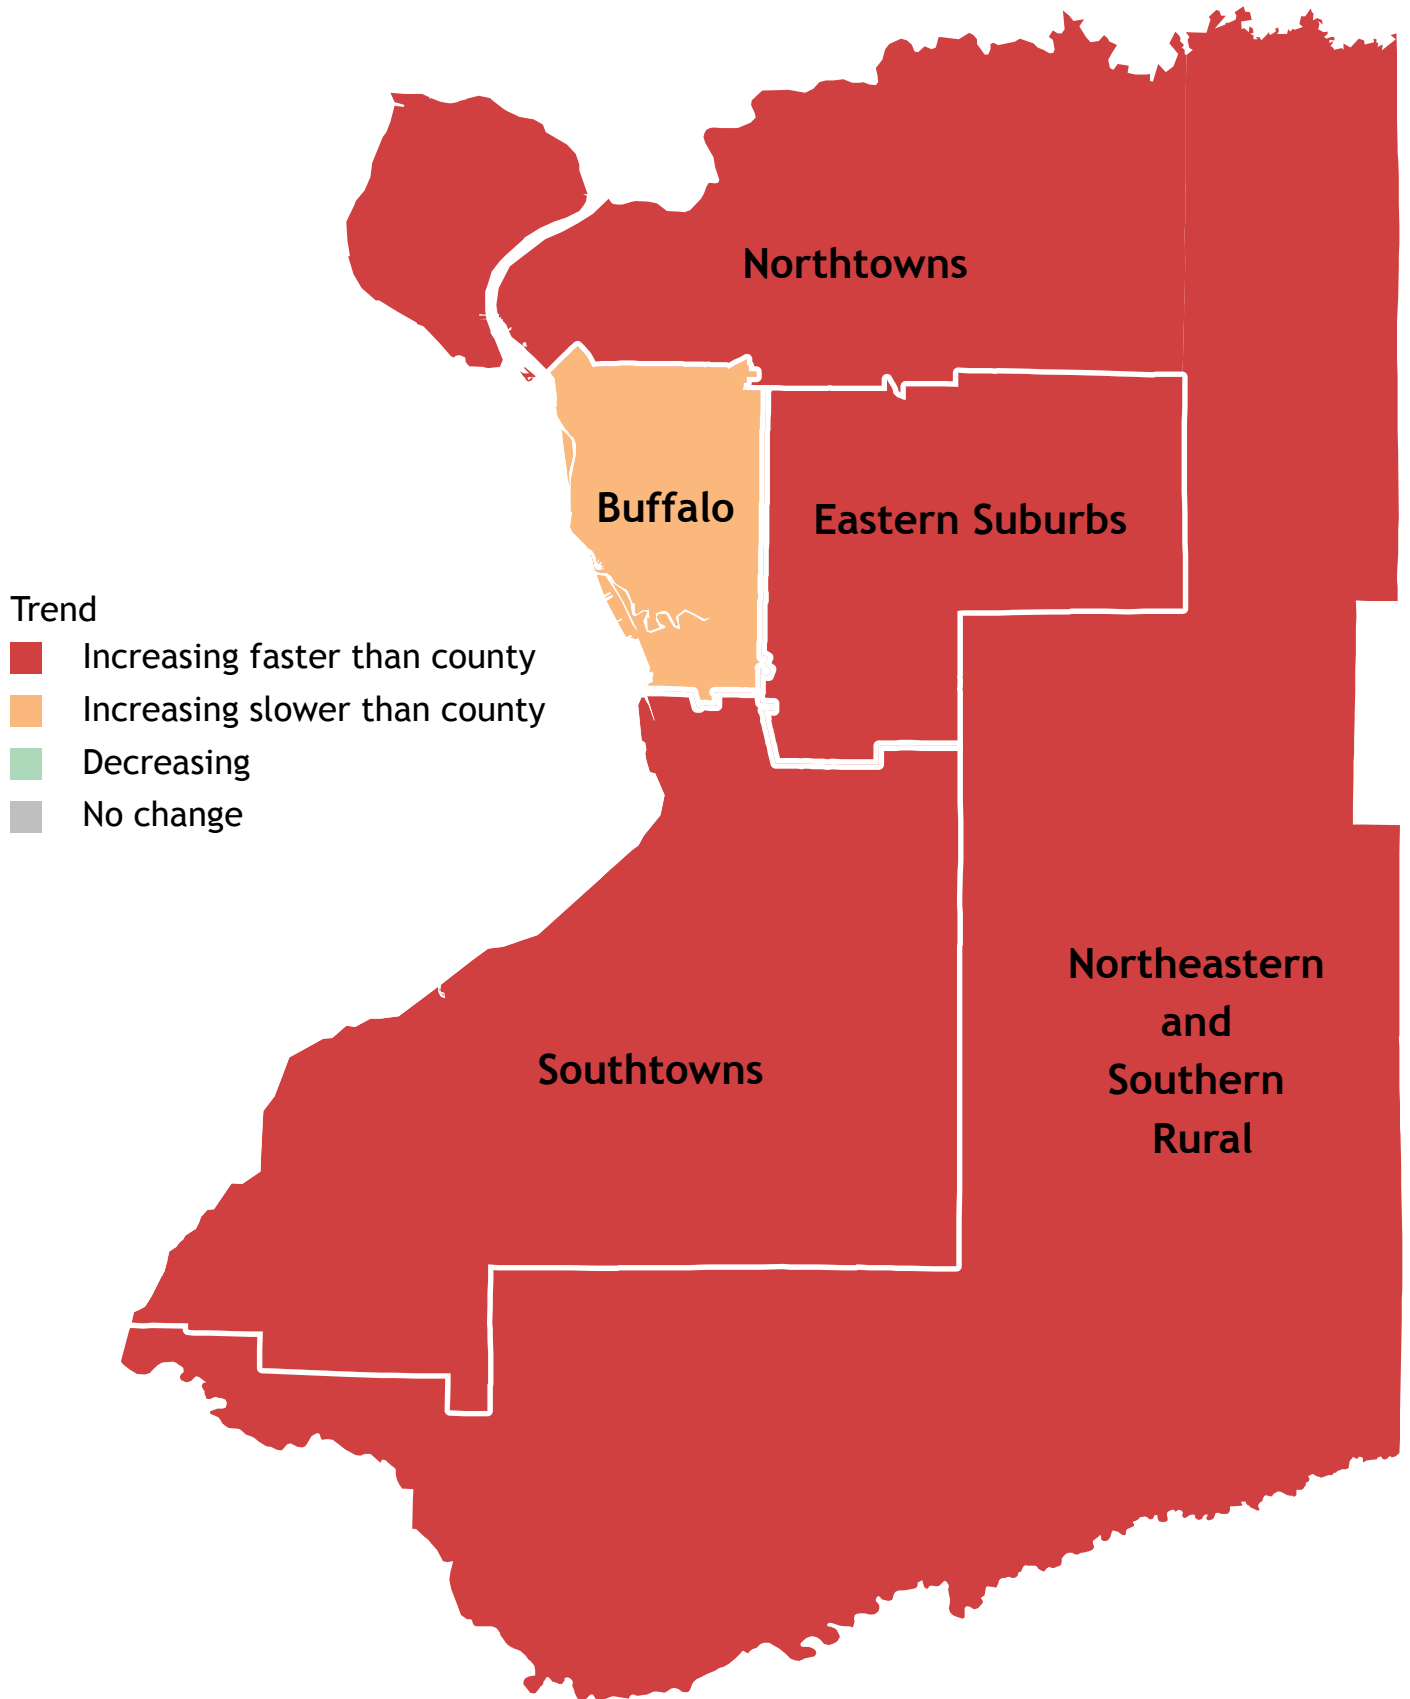 Northtowns
Buffalo
Eastern Suburbs
Trend
Increasing faster than county
Increasing slower than county
Decreasing
No change
Northeastern
and
Southern
Rural
Southtowns